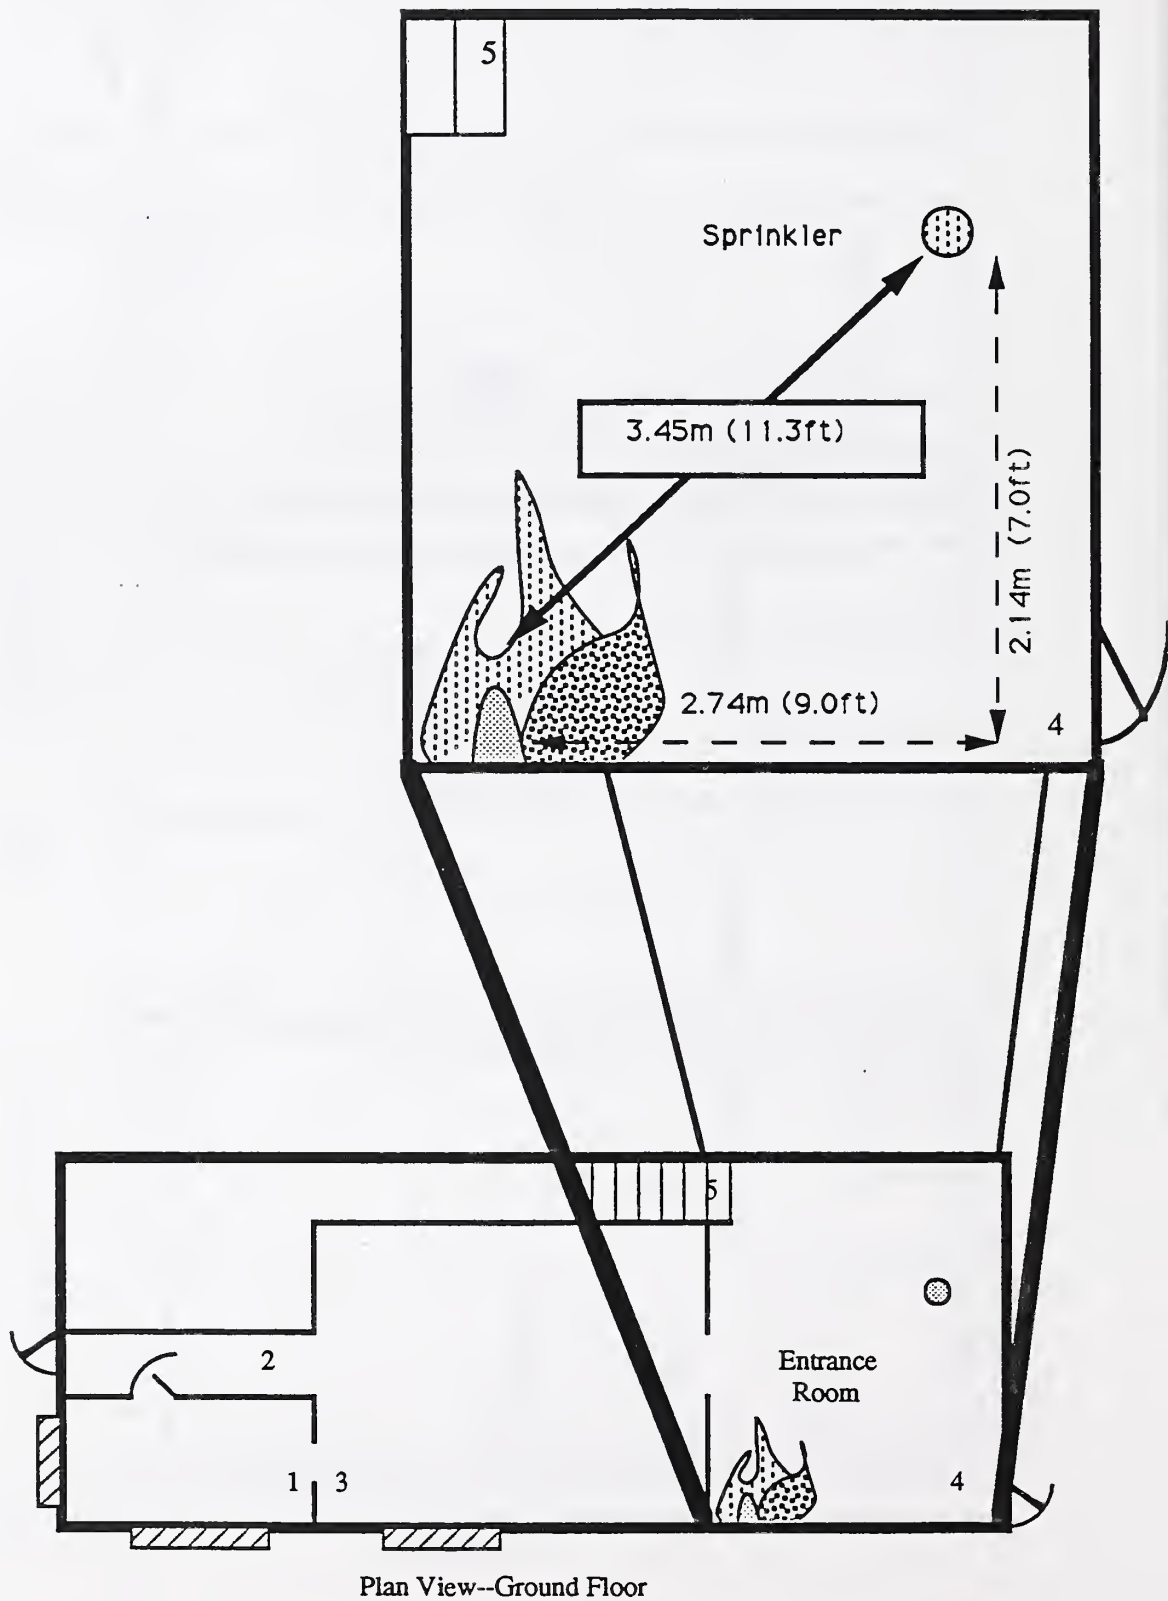 5
Sprinkler
3.45m (11.3ft)
2.14m (7.0ft)
2.74m (9.0ft)
4
5
2
Entrance
Room
1 3
4
Plan View--Ground Floor